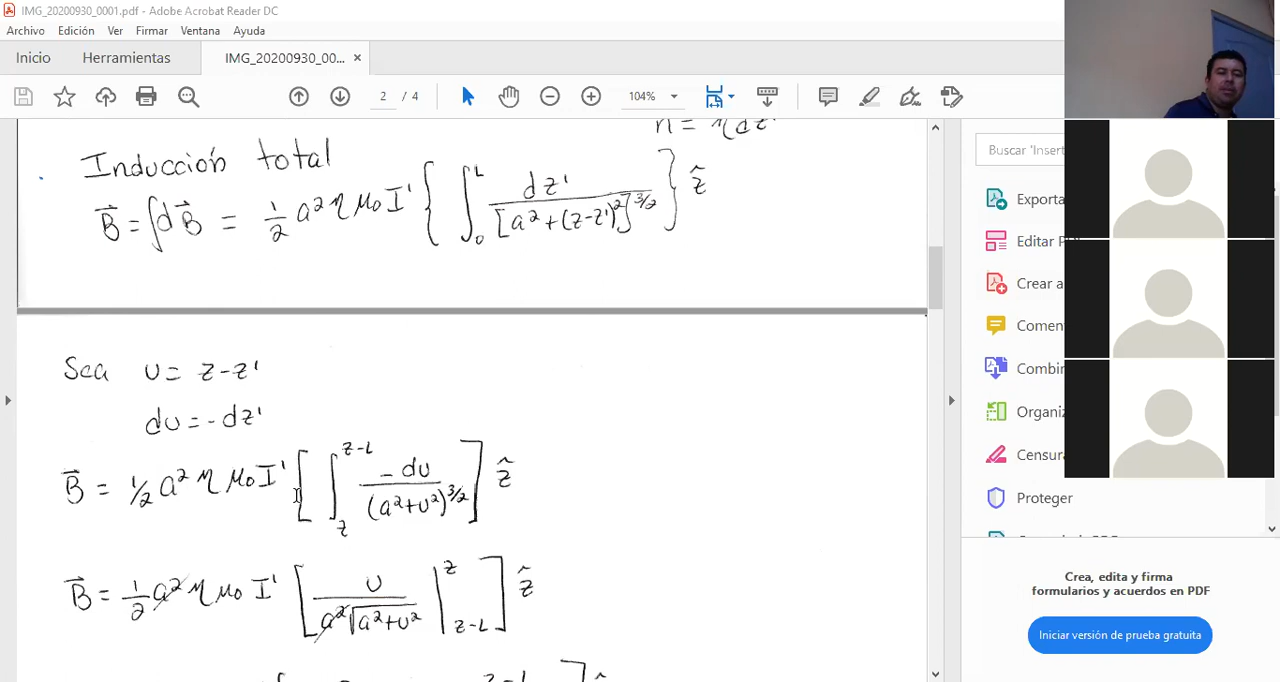 IMG_20200930_0001.pdf - Adobe Acrobat Reader DC
Archivo Edición Ver Firmar Ventana Ayuda
Inicio Herramientas IMG_20200930_00... ×
2 / 4 104%
n = η dz'
Inducción total
B⃗ = ∫dB⃗ = 1/2 a² η μ₀ I' { ∫₀ᴸ dz' / [a² + (z-z')²]^3/2 } ẑ
Sea u = z - z'
du = - dz'
B⃗ = 1/2 a² η μ₀ I' [ ∫_z^{z-L} -du / (a²+u²)^3/2 ] ẑ
B⃗ = 1/2 a² η μ₀ I' [ u / a²√(a²+u²) |_{z-L}^{z} ] ẑ
z-L
Buscar 'Insert
Exporta
Editar P
Crear a
Comen
Combin
Organiz
Censura
Proteger
Crea, edita y firma
formularios y acuerdos en PDF
Iniciar versión de prueba gratuita